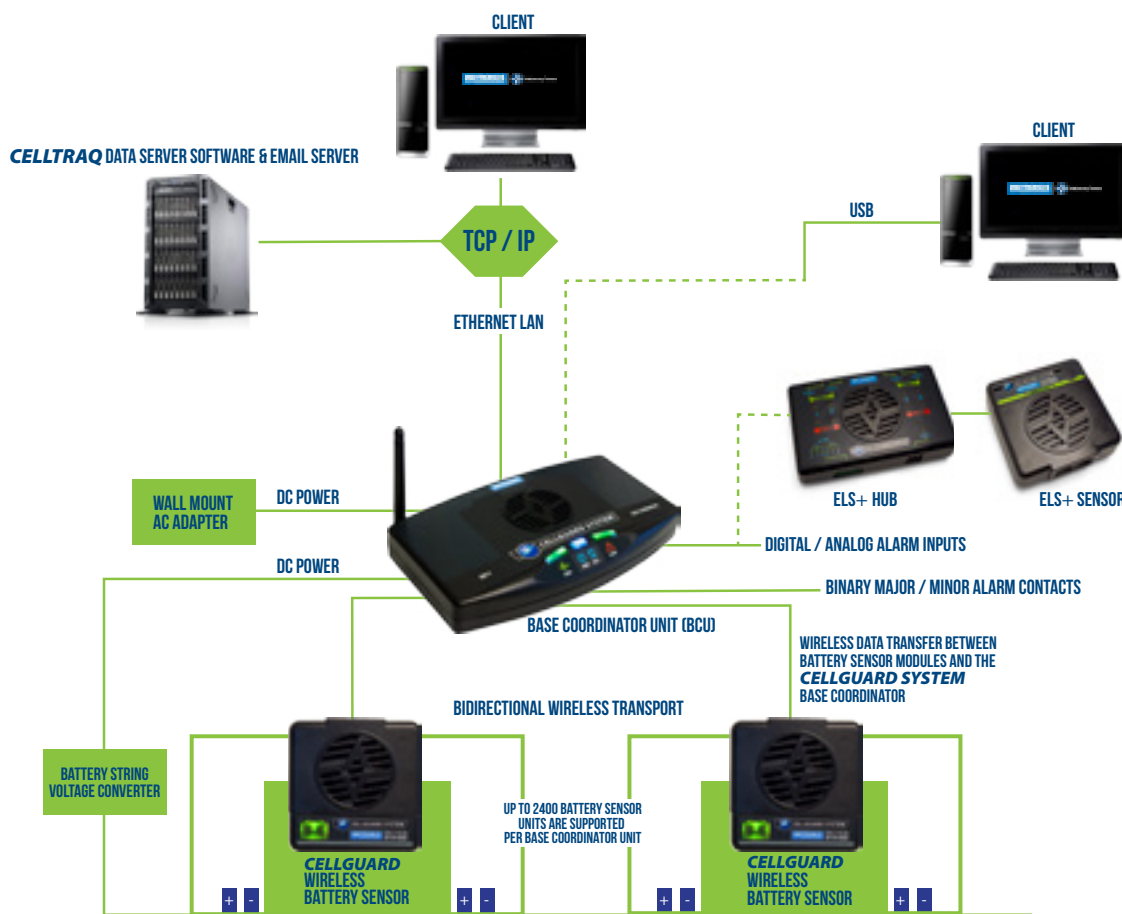 CLIENT
CELLTRAQ DATA SERVER SOFTWARE & EMAIL SERVER
CLIENT
USB
TCP / IP
ETHERNET LAN
ELS+ HUB
ELS+ SENSOR
WALL MOUNT
AC ADAPTER
DC POWER
DIGITAL / ANALOG ALARM INPUTS
DC POWER
BINARY MAJOR / MINOR ALARM CONTACTS
BASE COORDINATOR UNIT (BCU)
WIRELESS DATA TRANSFER BETWEEN
BATTERY SENSOR MODULES AND THE
CELLGUARD SYSTEM
BASE COORDINATOR
BIDIRECTIONAL WIRELESS TRANSPORT
BATTERY STRING
VOLTAGE CONVERTER
UP TO 2400 BATTERY SENSOR
UNITS ARE SUPPORTED
PER BASE COORDINATOR UNIT
CELLGUARD
WIRELESS
BATTERY SENSOR
CELLGUARD
WIRELESS
BATTERY SENSOR
+ - + - + - + -
CELLGUARD SYSTEM